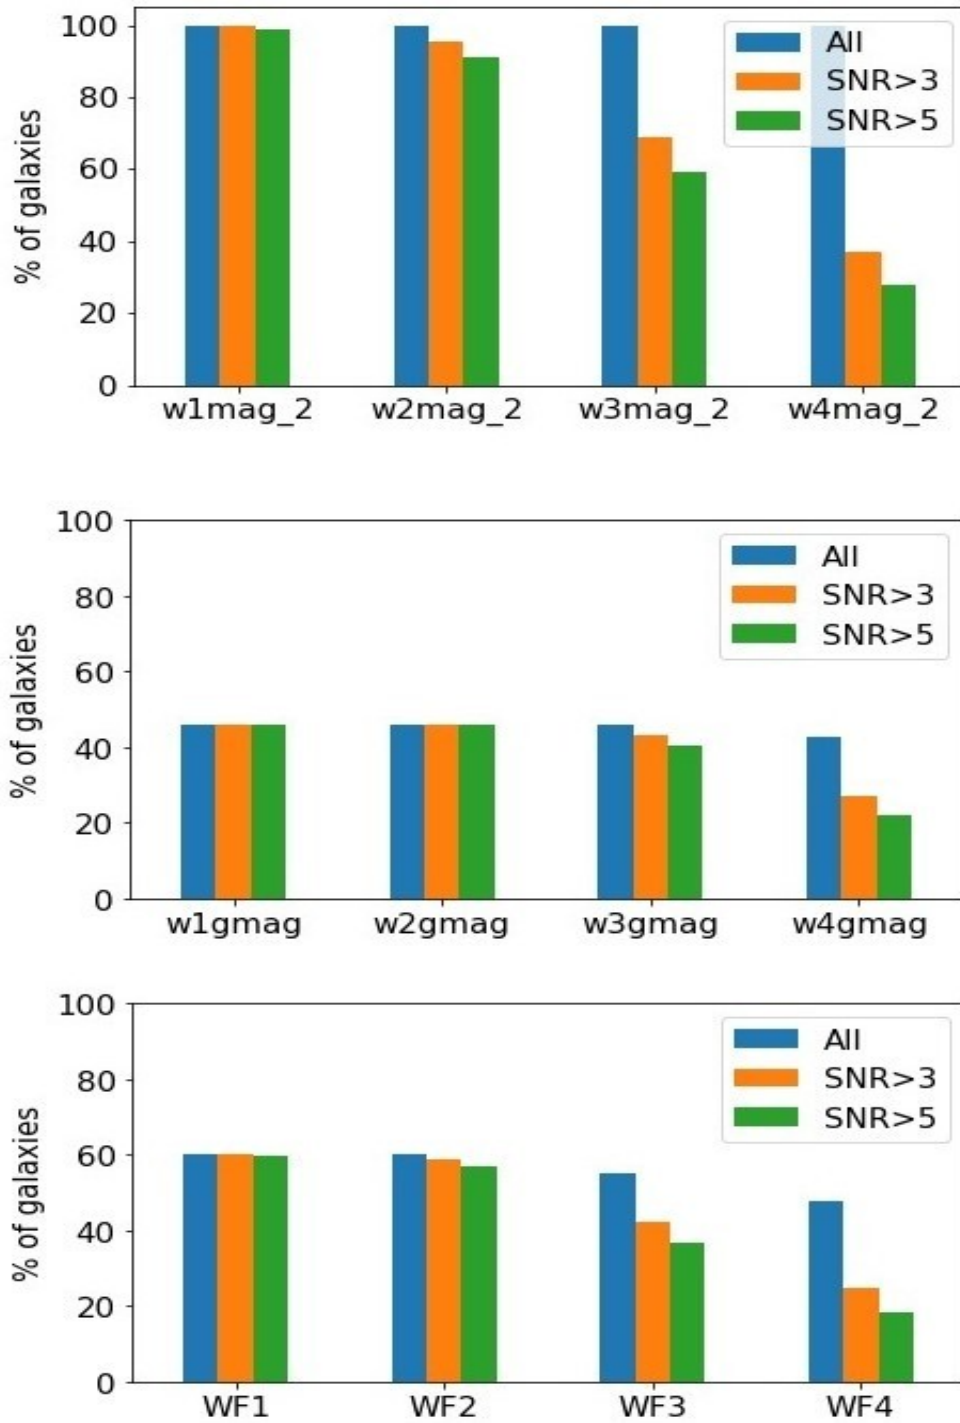 100
80
60
40
20
0
% of galaxies
All
SNR>3
SNR>5
w1mag_2 w2mag_2 w3mag_2 w4mag_2
100
80
60
40
20
0
% of galaxies
All
SNR>3
SNR>5
w1gmag w2gmag w3gmag w4gmag
100
80
60
40
20
0
% of galaxies
All
SNR>3
SNR>5
WF1 WF2 WF3 WF4